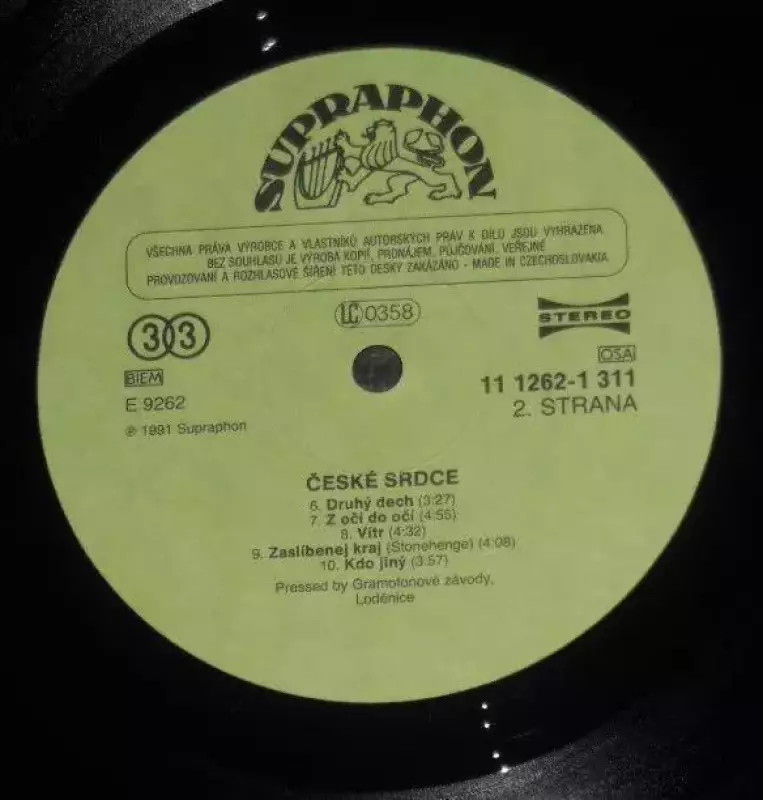 SUPRAPHON
VŠECHNA PRÁVA VÝROBCE A VLASTNÍKŮ AUTORSKÝCH PRÁV K DÍLU JSOU VYHRAZENA.
BEZ SOUHLASU JE VÝROBA KOPIÍ, PRONÁJEM, PŮJČOVÁNÍ, VEŘEJNÉ
PROVOZOVÁNÍ A ROZHLASOVÉ ŠÍŘENÍ TÉTO DESKY ZAKÁZÁNO - MADE IN CZECHOSLOVAKIA
33
LC 0358
STEREO
OSA
BIEM
11 1262-1 311
E 9262
2. STRANA
℗ 1991 Supraphon
ČESKÉ SRDCE
6. Druhý dech (3:27)
7. Z očí do očí (4:55)
8. Vítr (4:32)
9. Zaslíbenej kraj (Stonehenge) (4:08)
10. Kdo jiný (3:57)
Pressed by Gramofonové závody,
Loděnice